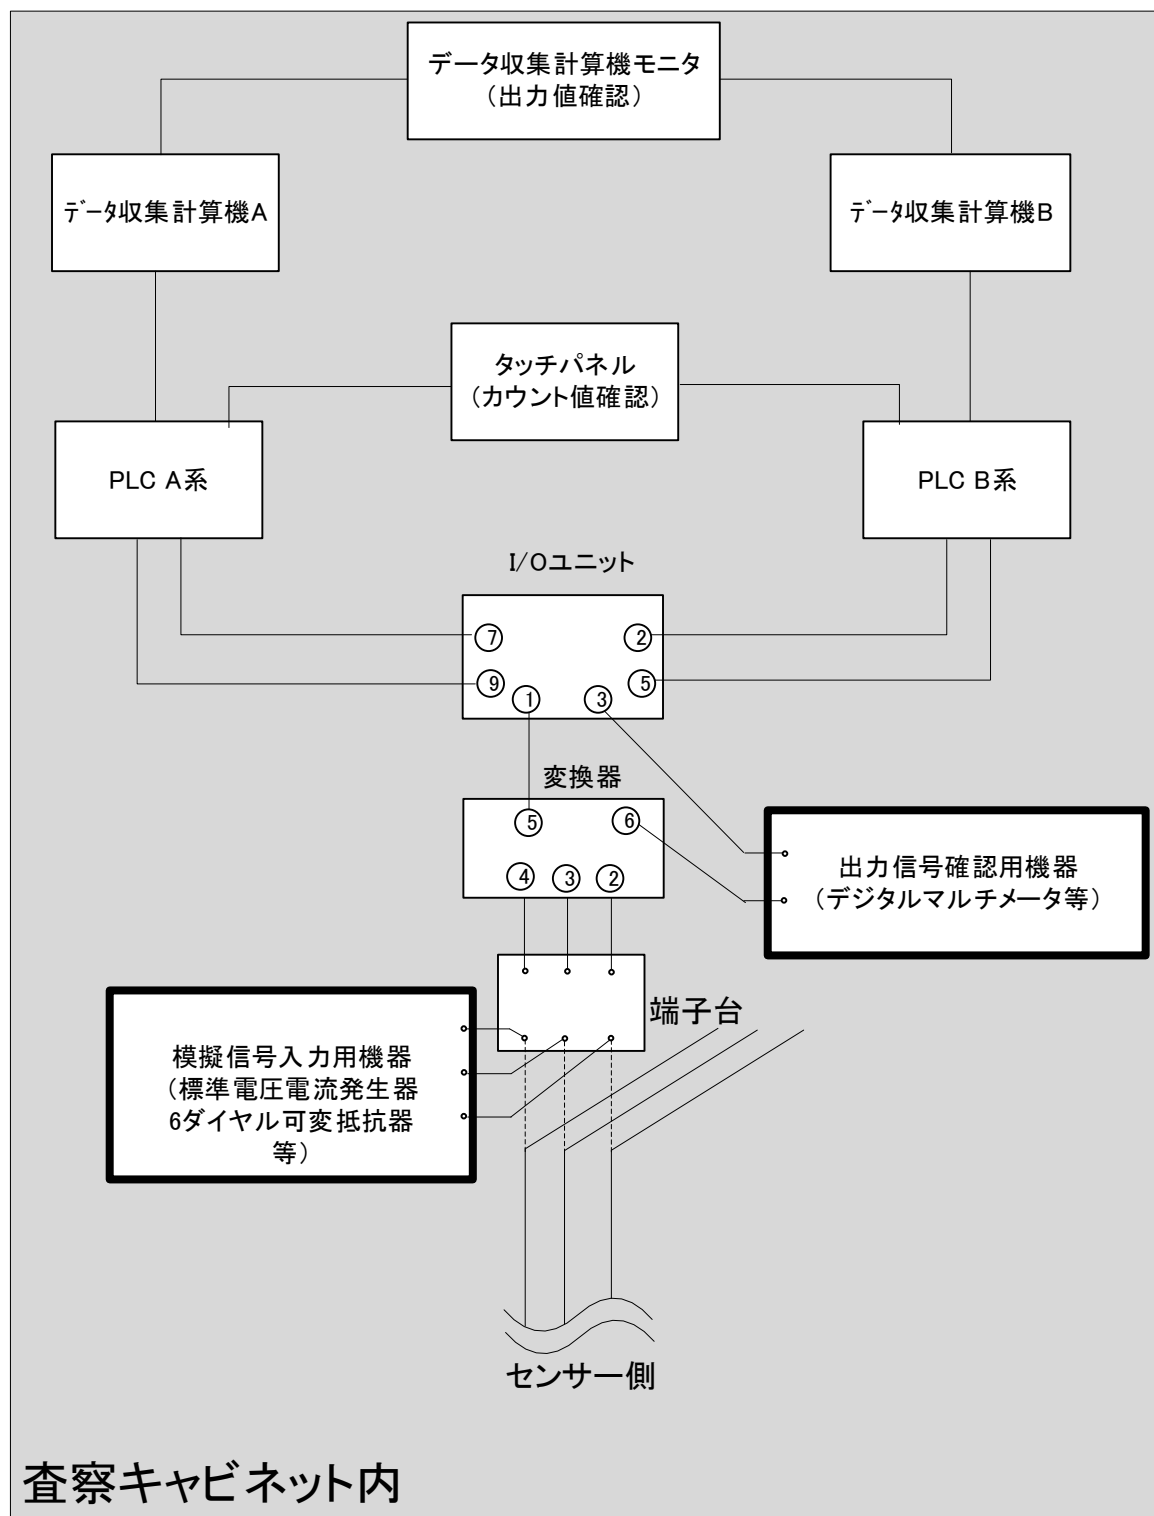 データ収集計算機モニタ
（出力値確認）
ﾃﾞｰﾀ収集計算機A
ﾃﾞｰﾀ収集計算機B
タッチパネル
（カウント値確認）
PLC A系
PLC B系
I/Oユニット
⑦
②
⑨
⑤
①
③
変換器
⑤
⑥
④
③
②
出力信号確認用機器
（デジタルマルチメータ等）
端子台
模擬信号入力用機器
（標準電圧電流発生器
6ダイヤル可変抵抗器
等）
センサー側
査察キャビネット内